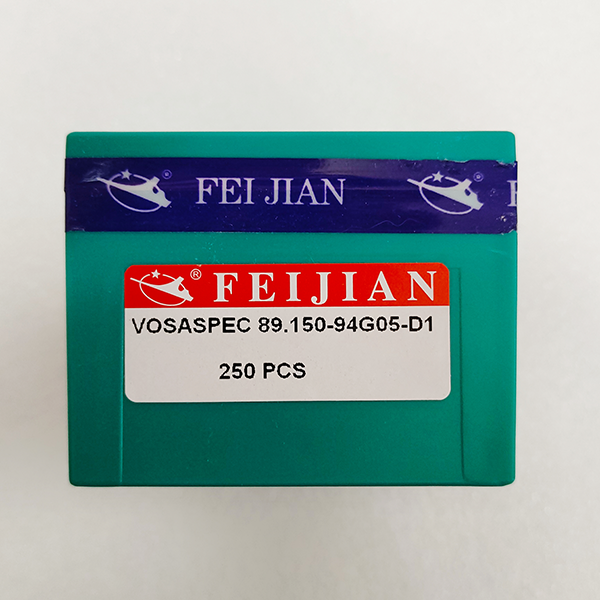 ® FEI JIAN ®
® FEIJIAN
VOSASPEC 89.150-94G05-D1
250 PCS